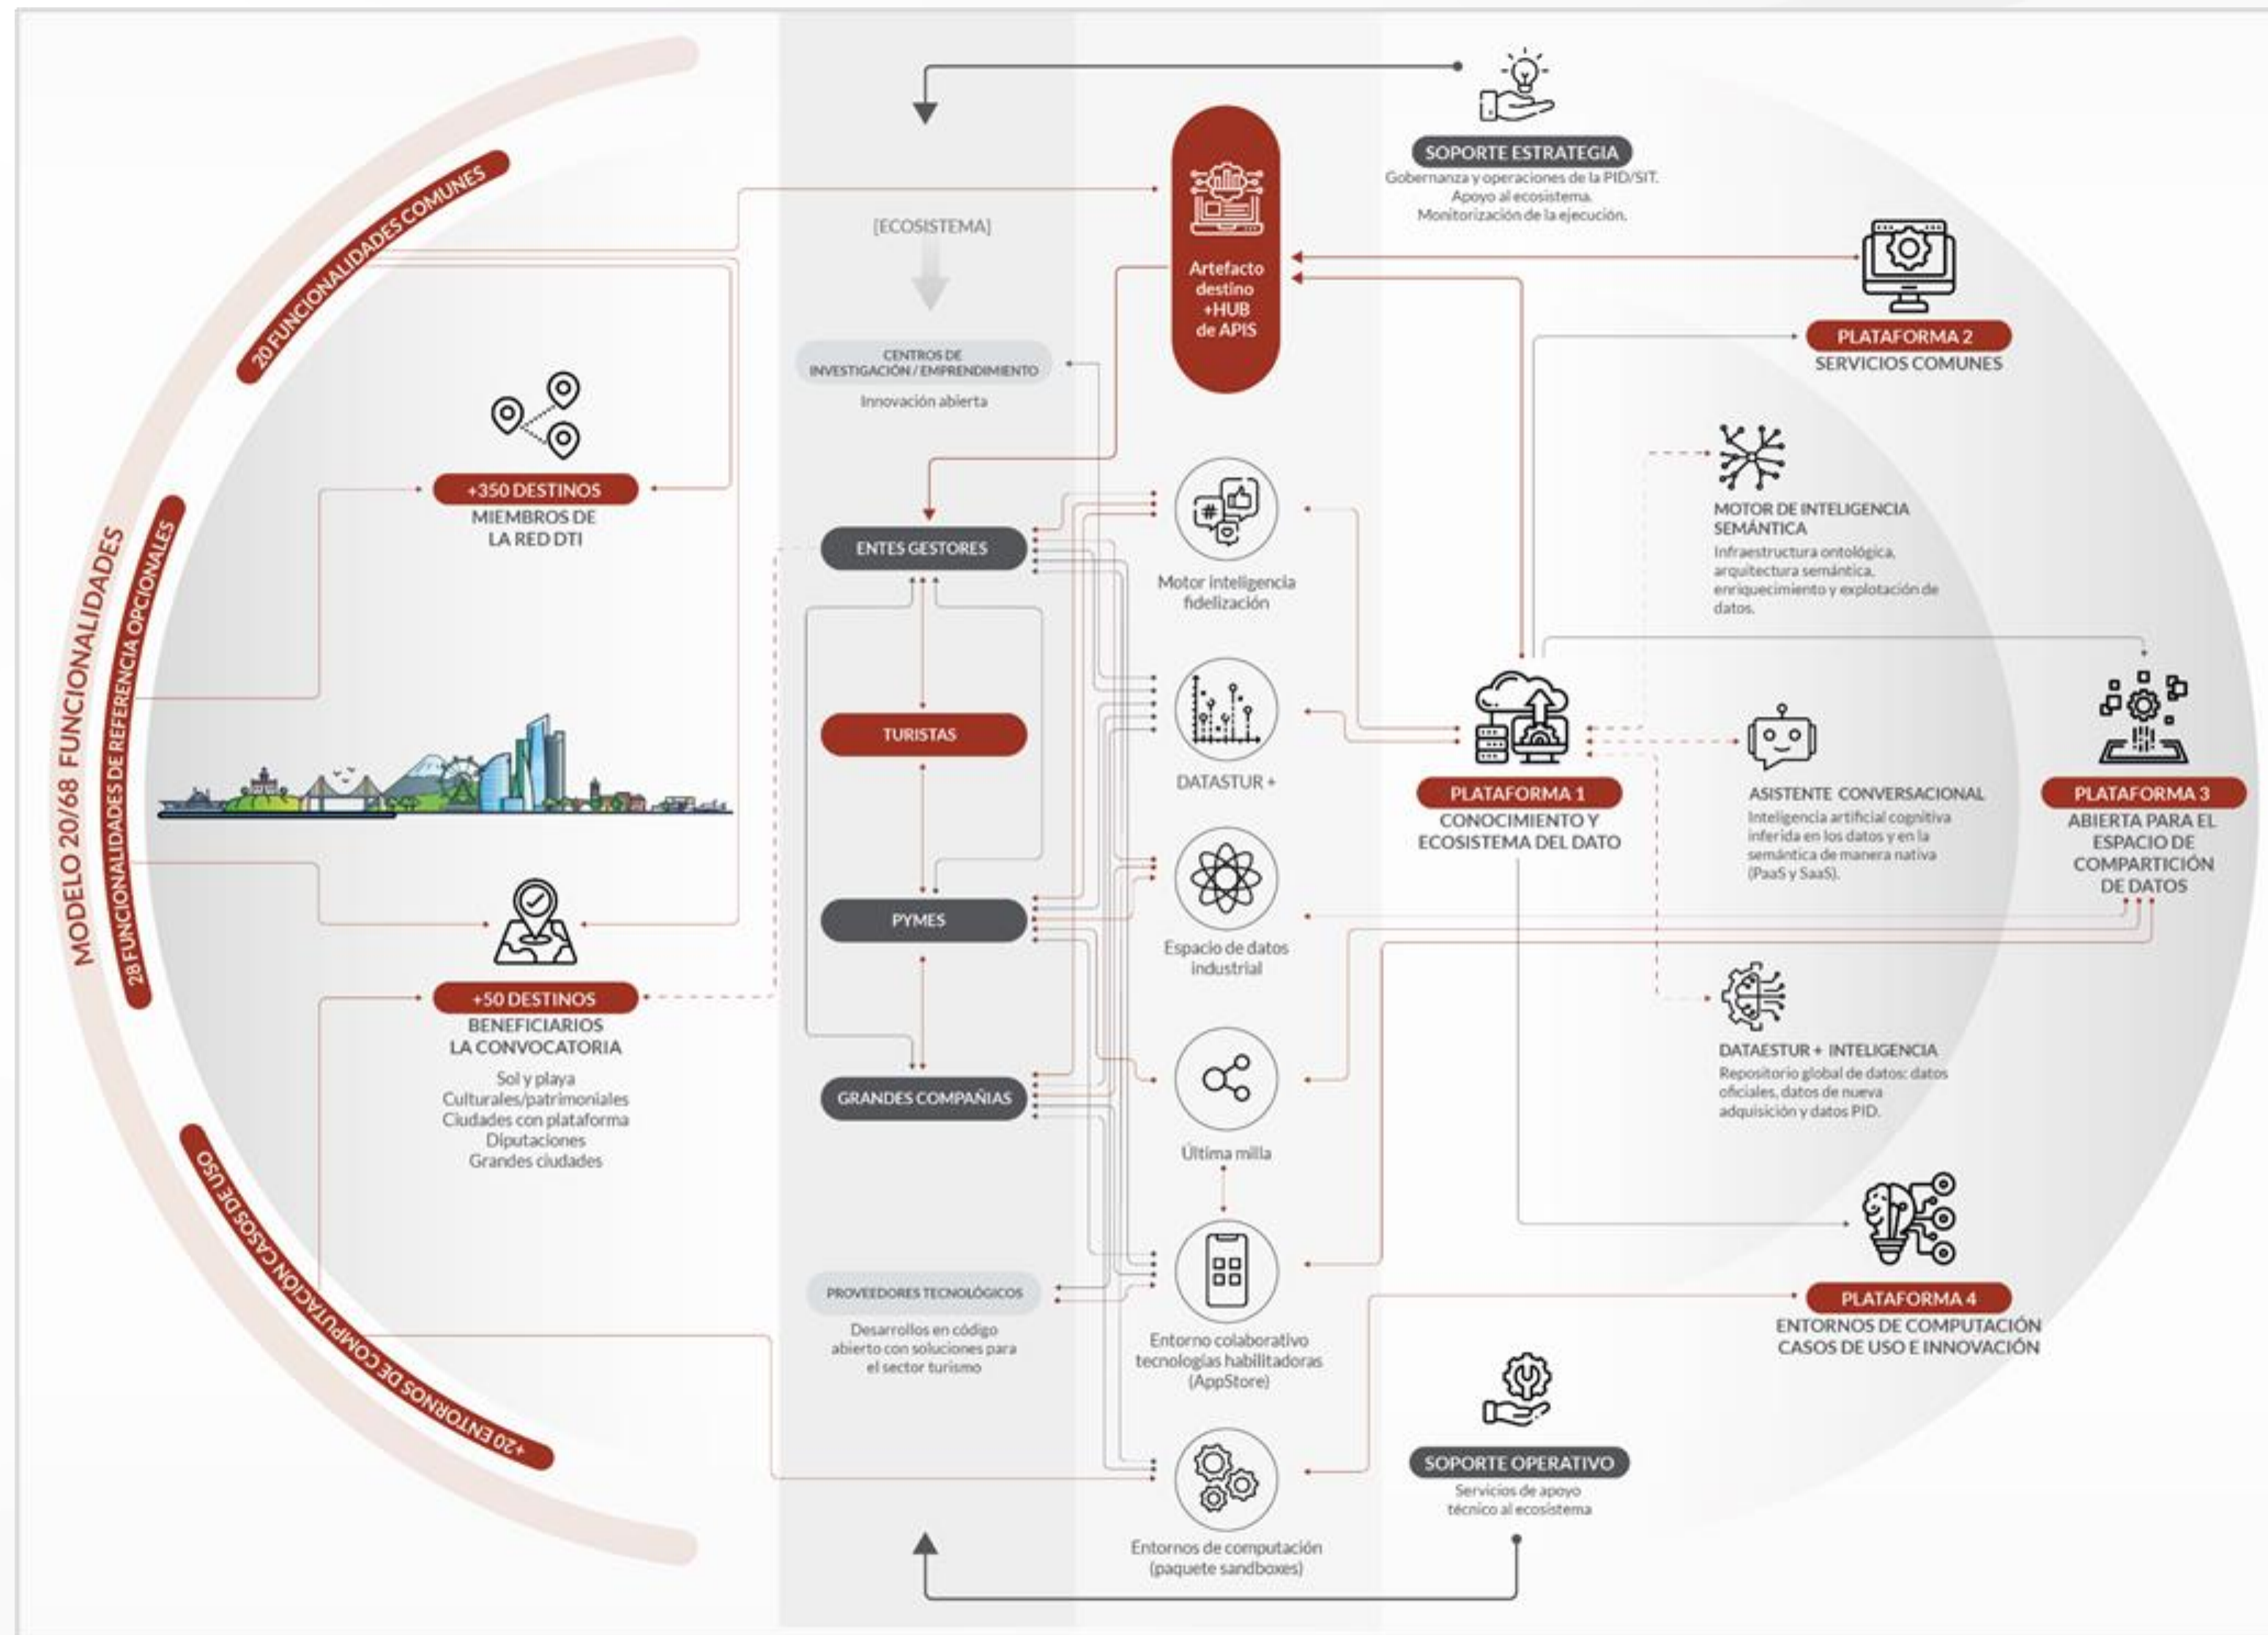 MODELO 20/68 FUNCIONALIDADES
20 FUNCIONALIDADES COMUNES
28 FUNCIONALIDADES DE REFERENCIA OPCIONALES
+20 ENTORNOS DE COMPUTACIÓN CASOS DE USO
+350 DESTINOS
MIEMBROS DE
LA RED DTI
+50 DESTINOS
BENEFICIARIOS
LA CONVOCATORIA
Sol y playa
Culturales/patrimoniales
Ciudades con plataforma
Diputaciones
Grandes ciudades
[ECOSISTEMA]
CENTROS DE
INVESTIGACIÓN / EMPRENDIMIENTO
Innovación abierta
ENTES GESTORES
TURISTAS
PYMES
GRANDES COMPAÑIAS
PROVEEDORES TECNOLÓGICOS
Desarrollos en código
abierto con soluciones para
el sector turismo
Artefacto
destino
+HUB
de APIS
#
Motor inteligencia
fidelización
DATASTUR +
Espacio de datos
industrial
Última milla
Entorno colaborativo
tecnologías habilitadoras
(AppStore)
Entornos de computación
(paquete sandboxes)
SOPORTE ESTRATEGIA
Gobernanza y operaciones de la PID/SIT.
Apoyo al ecosistema.
Monitorización de la ejecución.
PLATAFORMA 2
SERVICIOS COMUNES
MOTOR DE INTELIGENCIA
SEMÁNTICA
Infraestructura ontológica,
arquitectura semántica,
enriquecimiento y explotación de
datos.
PLATAFORMA 1
CONOCIMIENTO Y
ECOSISTEMA DEL DATO
ASISTENTE CONVERSACIONAL
Inteligencia artificial cognitiva
inferida en los datos y en la
semántica de manera nativa
(PaaS y SaaS).
PLATAFORMA 3
ABIERTA PARA EL
ESPACIO DE
COMPARTICIÓN
DE DATOS
DATAESTUR + INTELIGENCIA
Repositorio global de datos: datos
oficiales, datos de nueva
adquisición y datos PID.
PLATAFORMA 4
ENTORNOS DE COMPUTACIÓN
CASOS DE USO E INNOVACIÓN
SOPORTE OPERATIVO
Servicios de apoyo
técnico al ecosistema